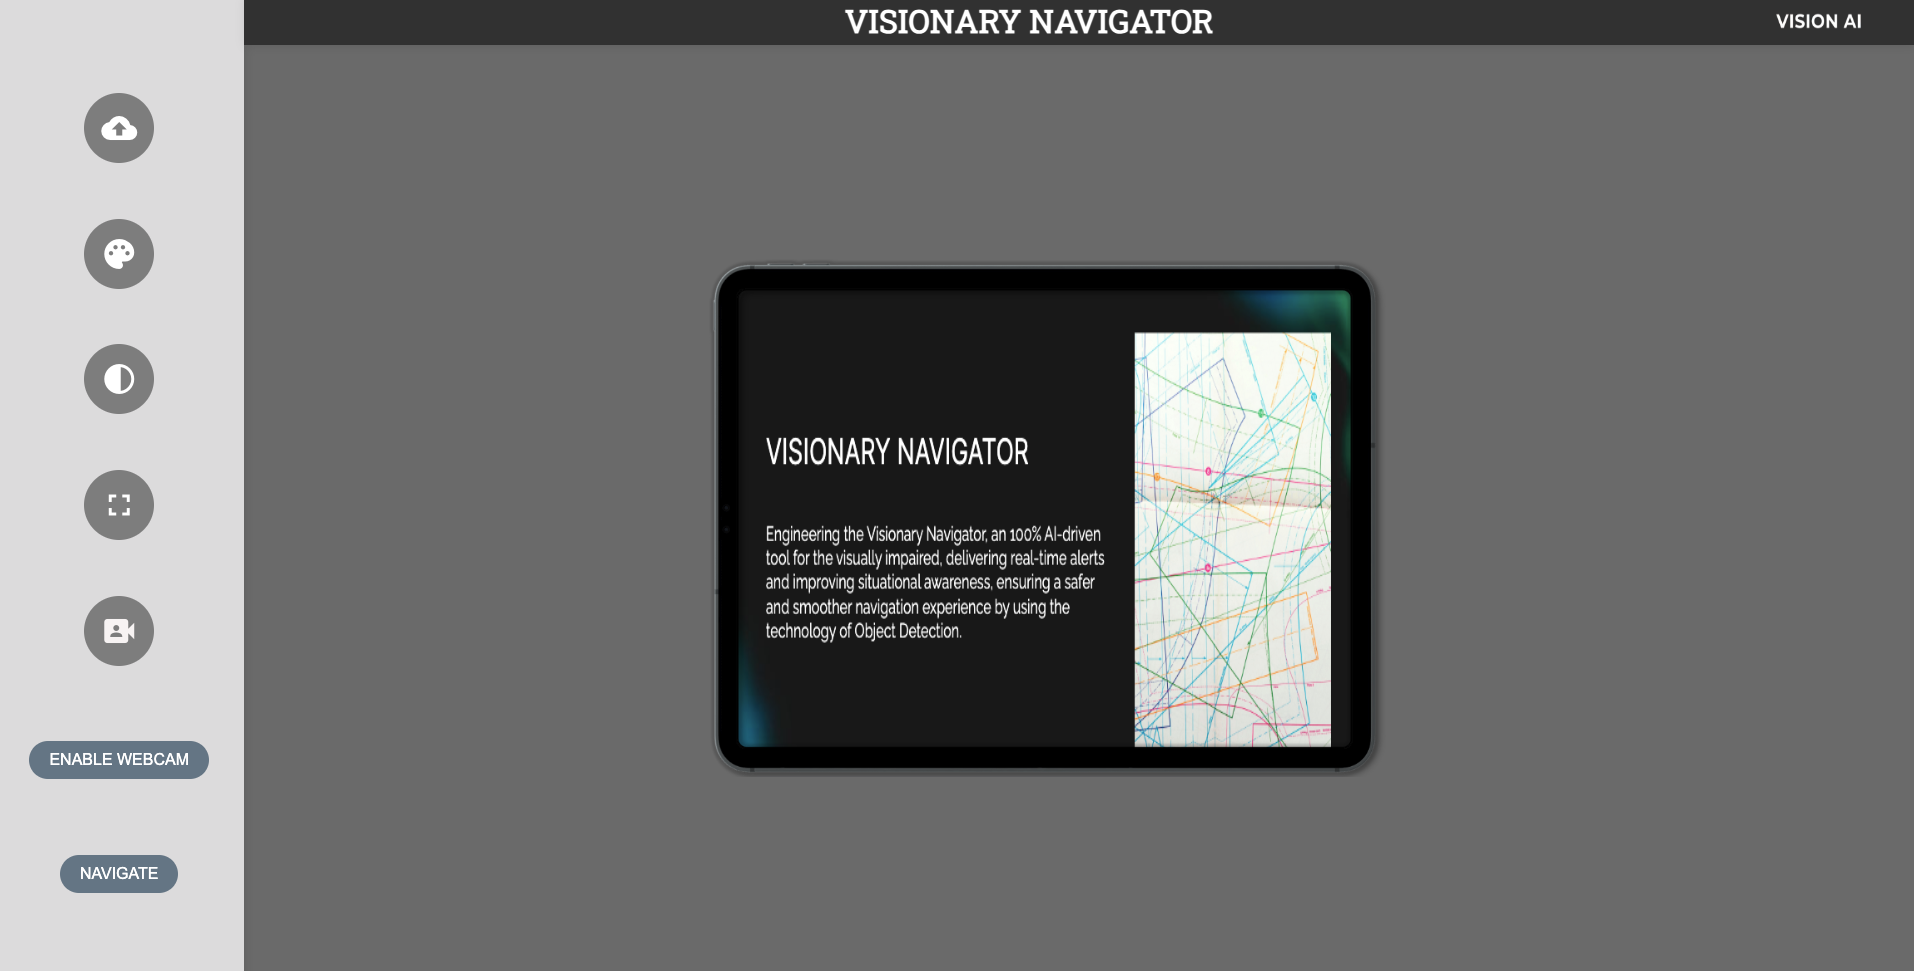 VISIONARY NAVIGATOR
VISION AI
VISIONARY NAVIGATOR
Engineering the Visionary Navigator, an 100% AI-driven
tool for the visually impaired, delivering real-time alerts
and improving situational awareness, ensuring a safer
and smoother navigation experience by using the
technology of Object Detection.
ENABLE WEBCAM
NAVIGATE